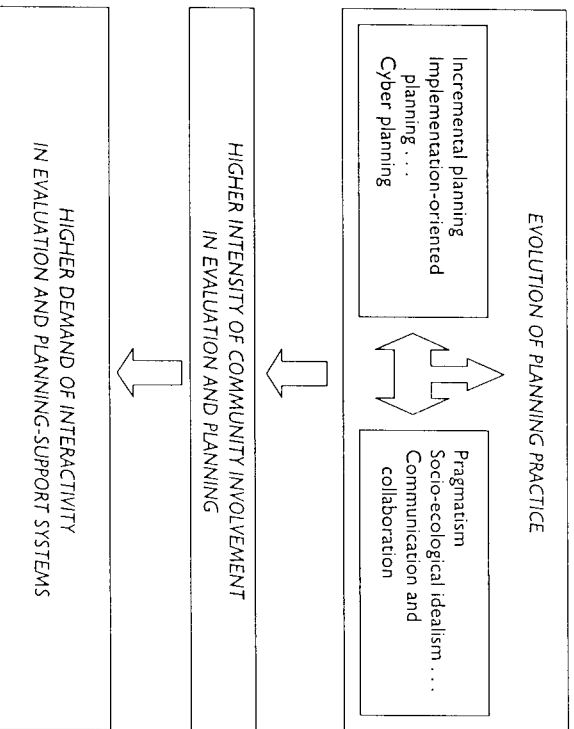 EVOLUTION OF PLANNING PRACTICE
Incremental planning
Implementation-oriented
planning . . .
Cyber planning
Pragmatism
Socio-ecological idealism . . .
Communication and
collaboration
HIGHER INTENSITY OF COMMUNITY INVOLVEMENT
IN EVALUATION AND PLANNING
HIGHER DEMAND OF INTERACTIVITY
IN EVALUATION AND PLANNING-SUPPORT SYSTEMS